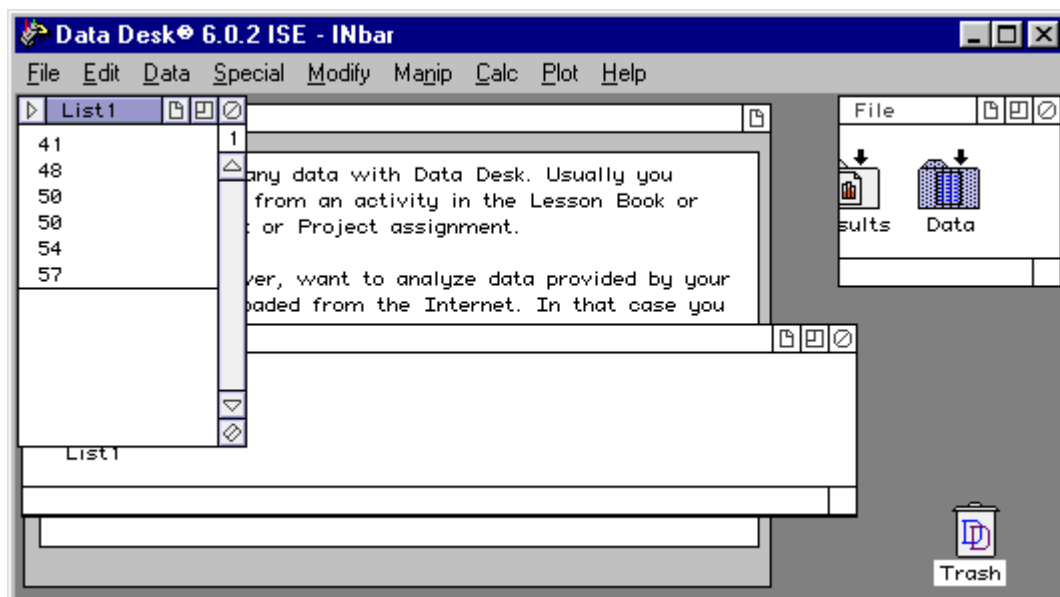 Data Desk® 6.0.2 ISE - INbar
File Edit Data Special Modify Manip Calc Plot Help
List1
1
41
48
50
50
54
57
any data with Data Desk. Usually you
from an activity in the Lesson Book or
or Project assignment.
want to analyze data provided by your
from the Internet. In that case you
List1
File
Data
Trash